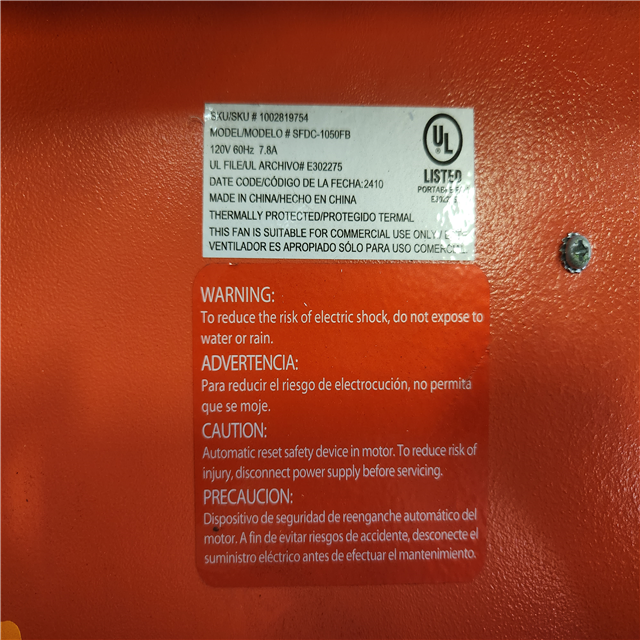 SKU/SKU # 1002819754
MODEL/MODELO # SFDC-1050FB
120V 60Hz 7.8A
UL FILE/UL ARCHIVO# E302275
DATE CODE/CÓDIGO DE LA FECHA:2410
MADE IN CHINA/HECHO EN CHINA
THERMALLY PROTECTED/PROTEGIDO TERMAL
THIS FAN IS SUITABLE FOR COMMERCIAL USE ONLY
VENTILADOR ES APROPIADO SÓLO PARA USO COMERCIAL
UL
®
LISTED
PORTABLE
WARNING:
To reduce the risk of electric shock, do not expose to
water or rain.
ADVERTENCIA:
Para reducir el riesgo de electrocución, no permita
que se moje.
CAUTION:
Automatic reset safety device in motor. To reduce risk of
injury, disconnect power supply before servicing.
PRECAUCION:
Dispositivo de seguridad de reenganche automático del
motor. A fin de evitar riesgos de accidente, desconecte el
suministro eléctrico antes de efectuar el mantenimiento.